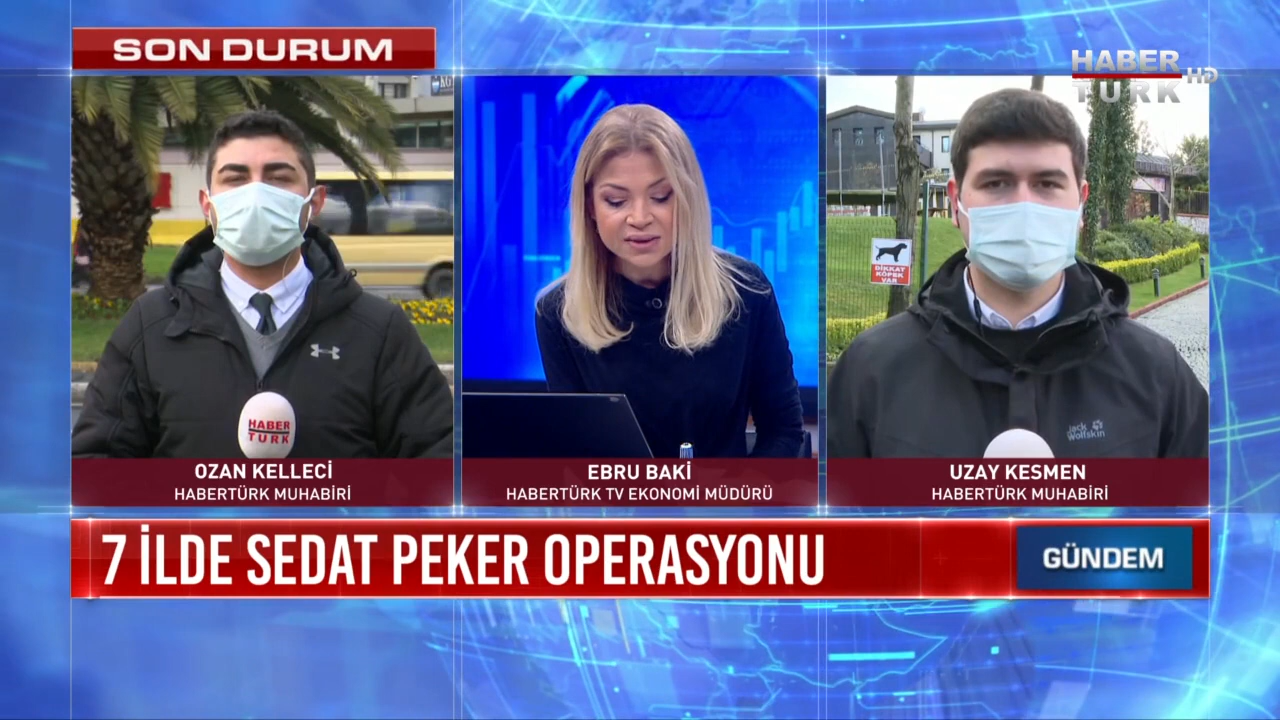 SON DURUM
HABER
TÜRK HD
DİKKAT
KÖPEK
VAR
HABER
TÜRK
Jack
Wolfskin
OZAN KELLECİ
HABERTÜRK MUHABİRİ
EBRU BAKİ
HABERTÜRK TV EKONOMİ MÜDÜRÜ
UZAY KESMEN
HABERTÜRK MUHABİRİ
7 İLDE SEDAT PEKER OPERASYONU
GÜNDEM